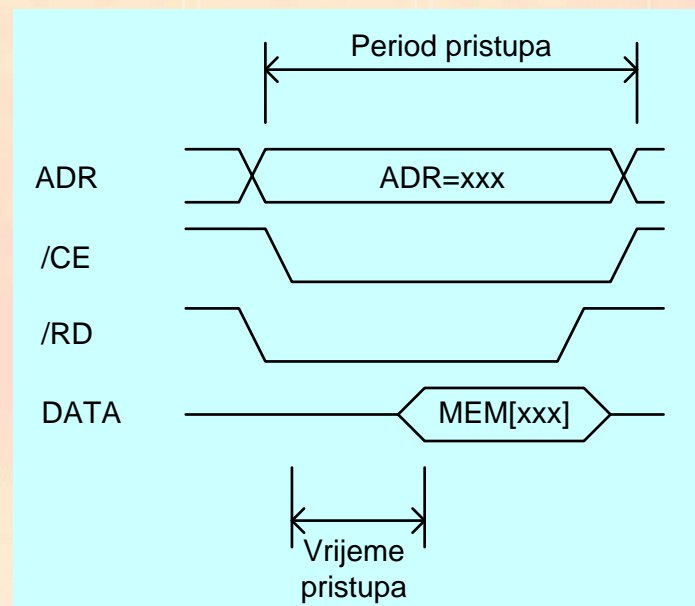 Period pristupa
ADR
ADR=xxx
/CE
/RD
DATA
MEM[xxx]
Vrijeme
pristupa